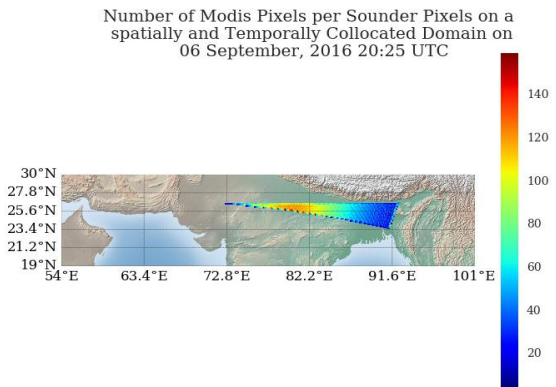 Number of Modis Pixels per Sounder Pixels on a
spatially and Temporally Collocated Domain on
06 September, 2016 20:25 UTC
140
120
100
80
60
40
20
30°N
27.8°N
25.6°N
23.4°N
21.2°N
19°N
54°E 63.4°E 72.8°E 82.2°E 91.6°E 101°E